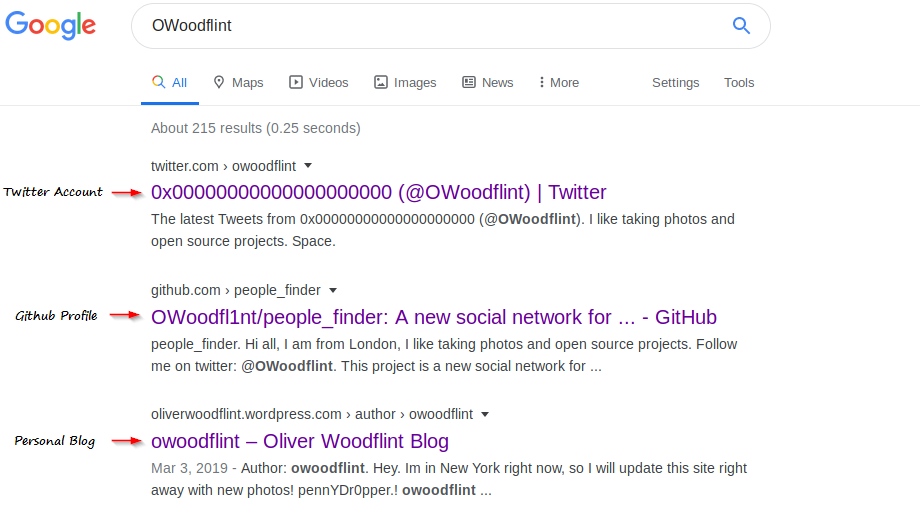 Google
OWoodflint
All Maps Videos Images News More Settings Tools
About 215 results (0.25 seconds)
twitter.com › owoodflint
Twitter Account
0x00000000000000000000 (@OWoodflint) | Twitter
The latest Tweets from 0x00000000000000000000 (@OWoodflint). I like taking photos and
open source projects. Space.
github.com › people_finder
Github Profile
OWoodfl1nt/people_finder: A new social network for ... - GitHub
people_finder. Hi all, I am from London, I like taking photos and open source projects. Follow
me on twitter: @OWoodflint. This project is a new social network for ...
oliverwoodflint.wordpress.com › author › owoodflint
Personal Blog
owoodflint – Oliver Woodflint Blog
Mar 3, 2019 - Author: owoodflint. Hey. Im in New York right now, so I will update this site right
away with new photos! pennYDr0pper.! owoodflint ...